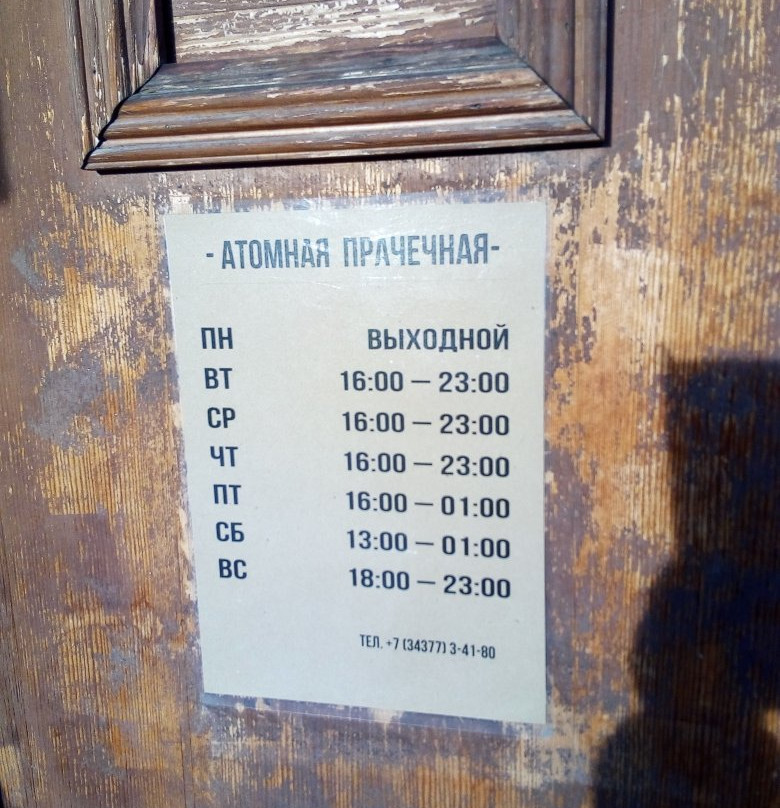 - АТОМНАЯ ПРАЧЕЧНАЯ-
ПН ВЫХОДНОЙ
ВТ 16:00 — 23:00
СР 16:00 — 23:00
ЧТ 16:00 — 23:00
ПТ 16:00 — 01:00
СБ 13:00 — 01:00
ВС 18:00 — 23:00
ТЕЛ. +7 (34377) 3-41-80